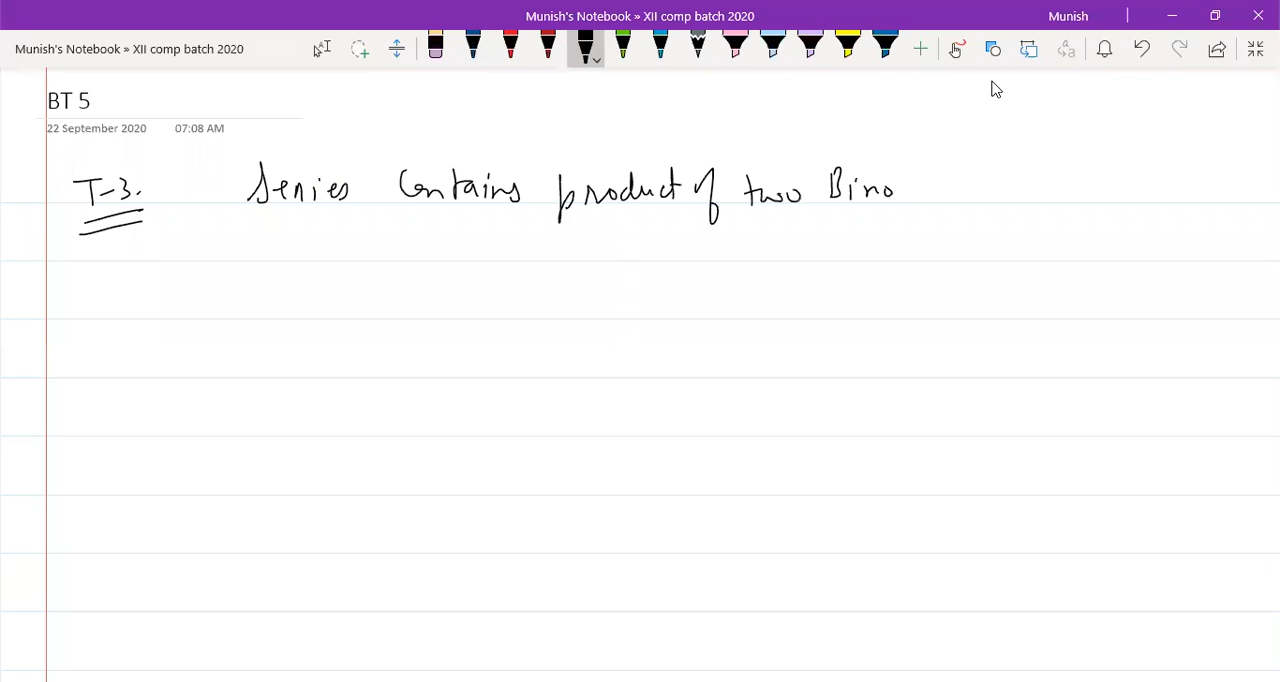 Munish's Notebook » XII comp batch 2020
Munish
Munish's Notebook » XII comp batch 2020
BT 5
22 September 2020 07:08 AM
T-3. Series Contains product of two Bino